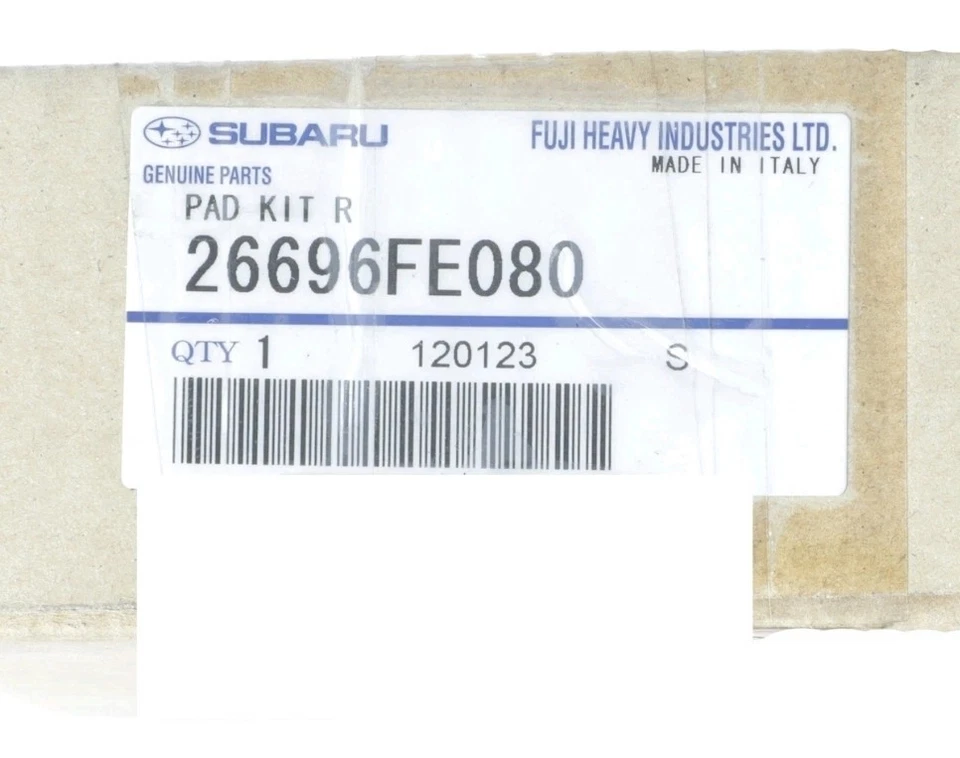 SUBARU FUJI HEAVY INDUSTRIES LTD.
GENUINE PARTS MADE IN ITALY
PAD KIT R
26696FE080
QTY 1 120123 S